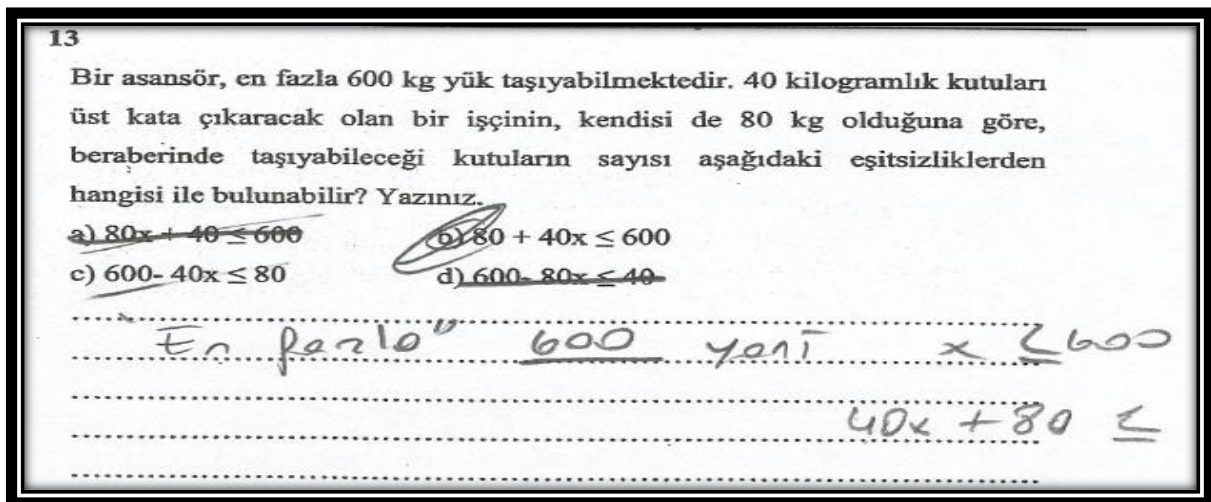 13
Bir asansör, en fazla 600 kg yük taşıyabilmektedir. 40 kilogramlık kutuları
üst kata çıkaracak olan bir işçinin, kendisi de 80 kg olduğuna göre,
beraberinde taşıyabileceği kutuların sayısı aşağıdaki eşitsizliklerden
hangisi ile bulunabilir? Yazınız.
a) 80x + 40 ≤ 600 b) 80 + 40x ≤ 600
c) 600- 40x ≤ 80 d) 600- 80x ≤ 40
"En fazla" 600 yani x ≤ 600
40x + 80 ≤